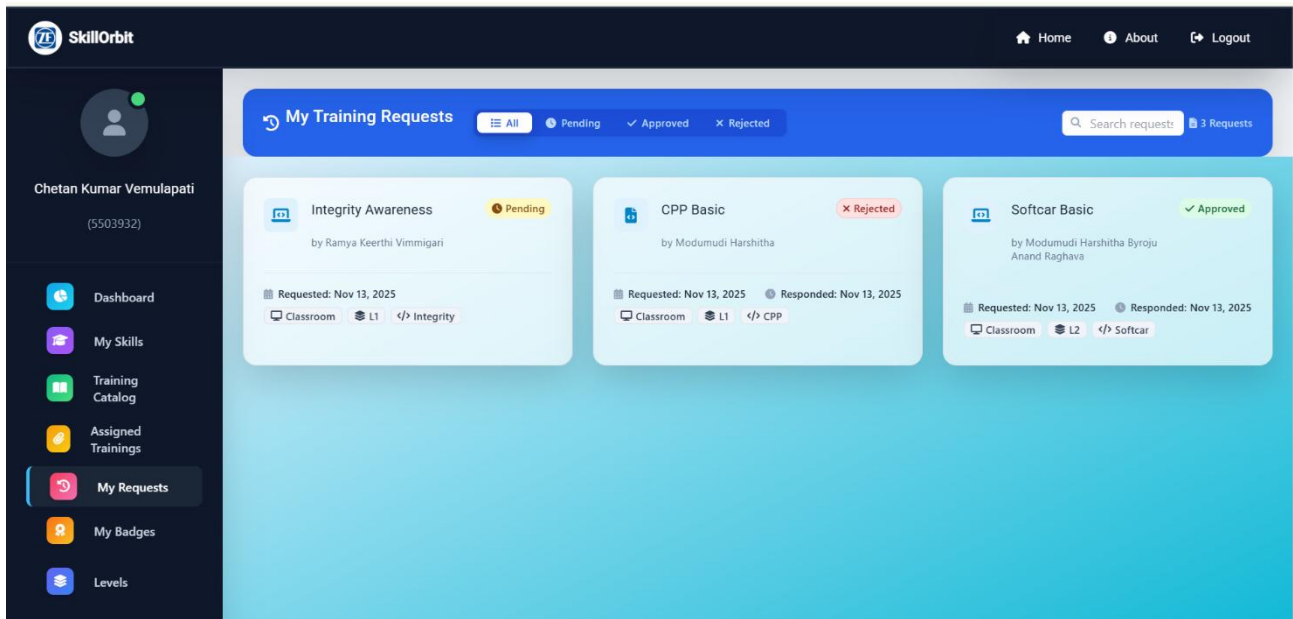 ZF SkillOrbit
Home About Logout
Chetan Kumar Vemulapati
(5503932)
Dashboard
My Skills
Training
Catalog
Assigned
Trainings
My Requests
My Badges
Levels
My Training Requests
All Pending Approved Rejected
Search requests
3 Requests
Integrity Awareness
Pending
by Ramya Keerthi Vimmigari
Requested: Nov 13, 2025
Classroom L1 </> Integrity
CPP Basic
Rejected
by Modumudi Harshitha
Requested: Nov 13, 2025 Responded: Nov 13, 2025
Classroom L1 </> CPP
Softcar Basic
Approved
by Modumudi Harshitha Byroju
Anand Raghava
Requested: Nov 13, 2025 Responded: Nov 13, 2025
Classroom L2 </> Softcar